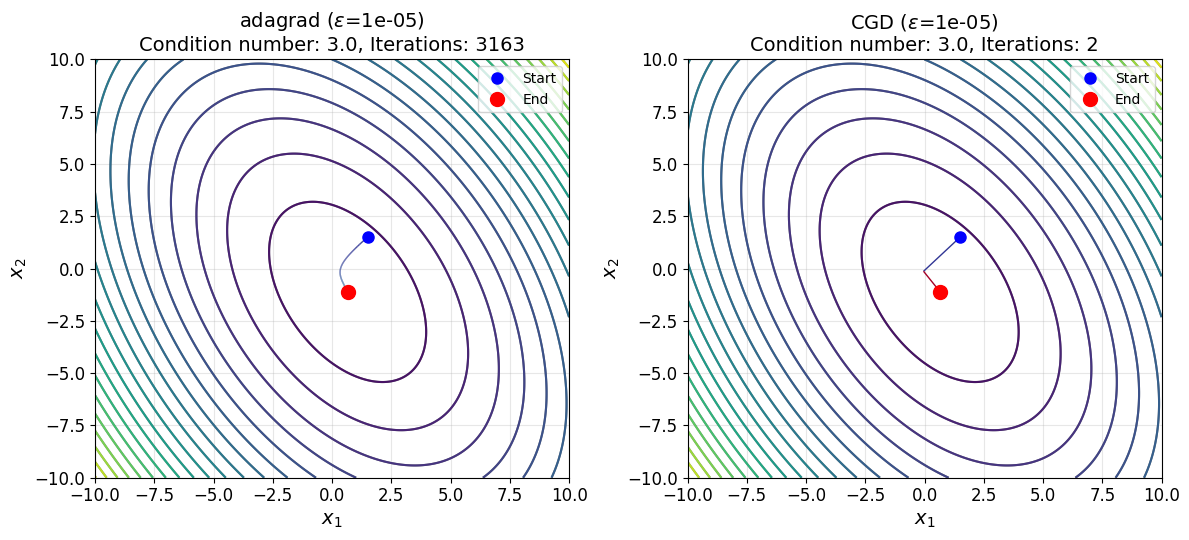 adagrad (ε=1e-05)
Condition number: 3.0, Iterations: 3163
Start
End
10.0
7.5
5.0
2.5
0.0
−2.5
−5.0
−7.5
−10.0
x₂
−10.0 −7.5 −5.0 −2.5 0.0 2.5 5.0 7.5 10.0
x₁
CGD (ε=1e-05)
Condition number: 3.0, Iterations: 2
Start
End
10.0
7.5
5.0
2.5
0.0
−2.5
−5.0
−7.5
−10.0
x₂
−10.0 −7.5 −5.0 −2.5 0.0 2.5 5.0 7.5 10.0
x₁